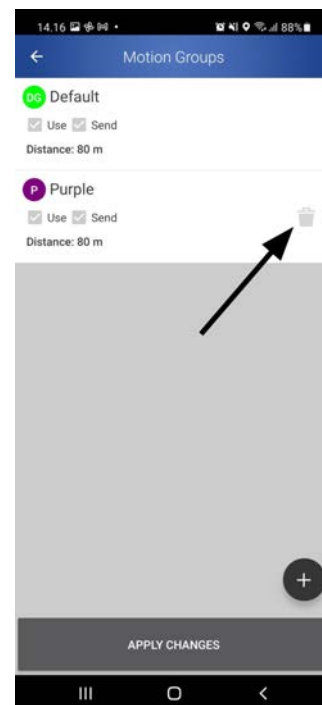 14.16
88%
Motion Groups
DG Default
Use Send
Distance: 80 m
P Purple
Use Send
Distance: 80 m
+
APPLY CHANGES